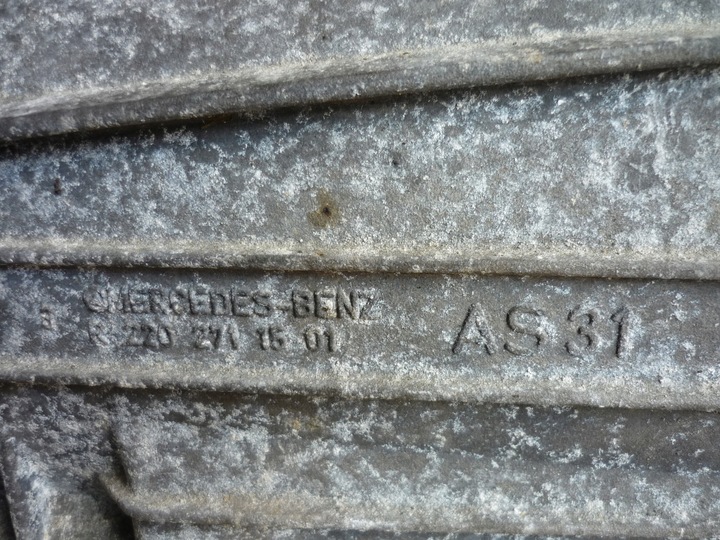 MERCEDES-BENZ
R 220 271 15 01
AS 31